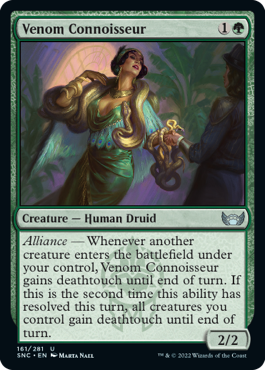 Venom Connoisseur 1
Creature — Human Druid
Alliance — Whenever another
creature enters the battlefield under
your control, Venom Connoisseur
gains deathtouch until end of turn. If
this is the second time this ability has
resolved this turn, all creatures you
control gain deathtouch until end of
turn.
2/2
161/281 U
SNC • EN Marta Nael
™ & © 2022 Wizards of the Coast